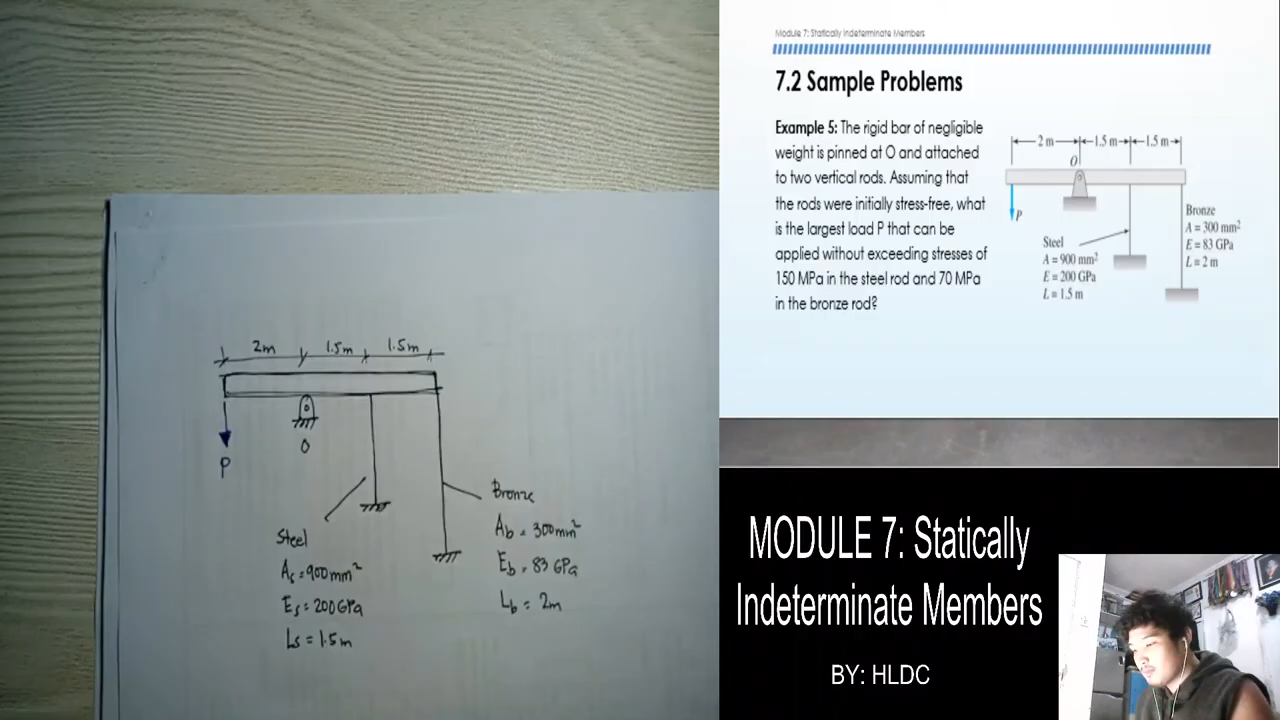 2m 1.5m 1.5m
P
O
Steel
As = 900mm²
Es = 200GPa
Ls = 1.5m
Bronze
Ab = 300mm²
Eb = 83 GPa
Lb = 2m
Module 7: Statically Indeterminate Members
7.2 Sample Problems
Example 5: The rigid bar of negligible
weight is pinned at O and attached
to two vertical rods. Assuming that
the rods were initially stress-free, what
is the largest load P that can be
applied without exceeding stresses of
150 MPa in the steel rod and 70 MPa
in the bronze rod?
2 m 1.5 m 1.5 m
O
P
Steel
A = 900 mm²
E = 200 GPa
L = 1.5 m
Bronze
A = 300 mm²
E = 83 GPa
L = 2 m
MODULE 7: Statically
Indeterminate Members
BY: HLDC